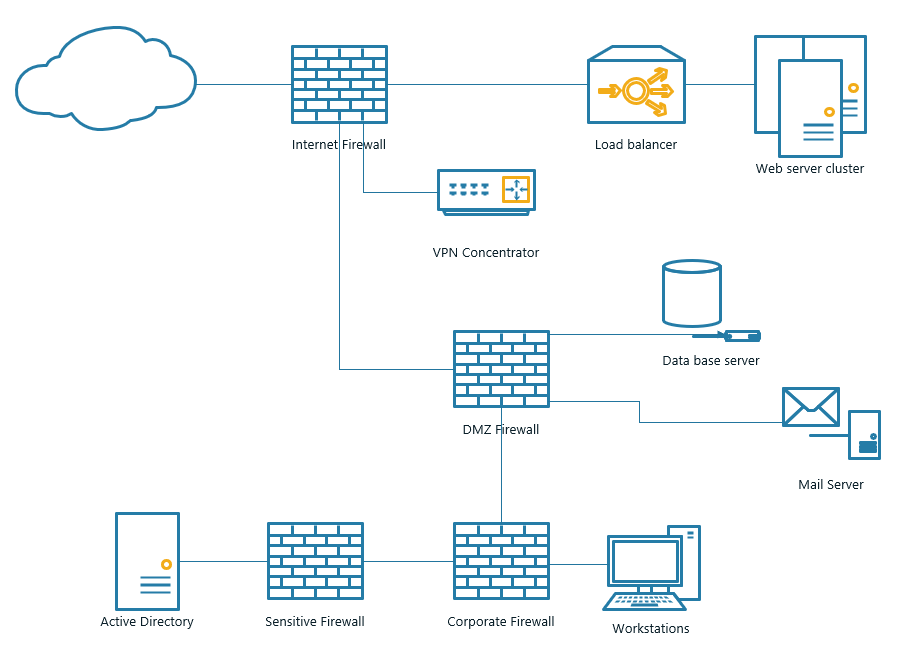 Internet Firewall
Load balancer
Web server cluster
VPN Concentrator
Data base server
DMZ Firewall
Mail Server
Active Directory
Sensitive Firewall
Corporate Firewall
Workstations